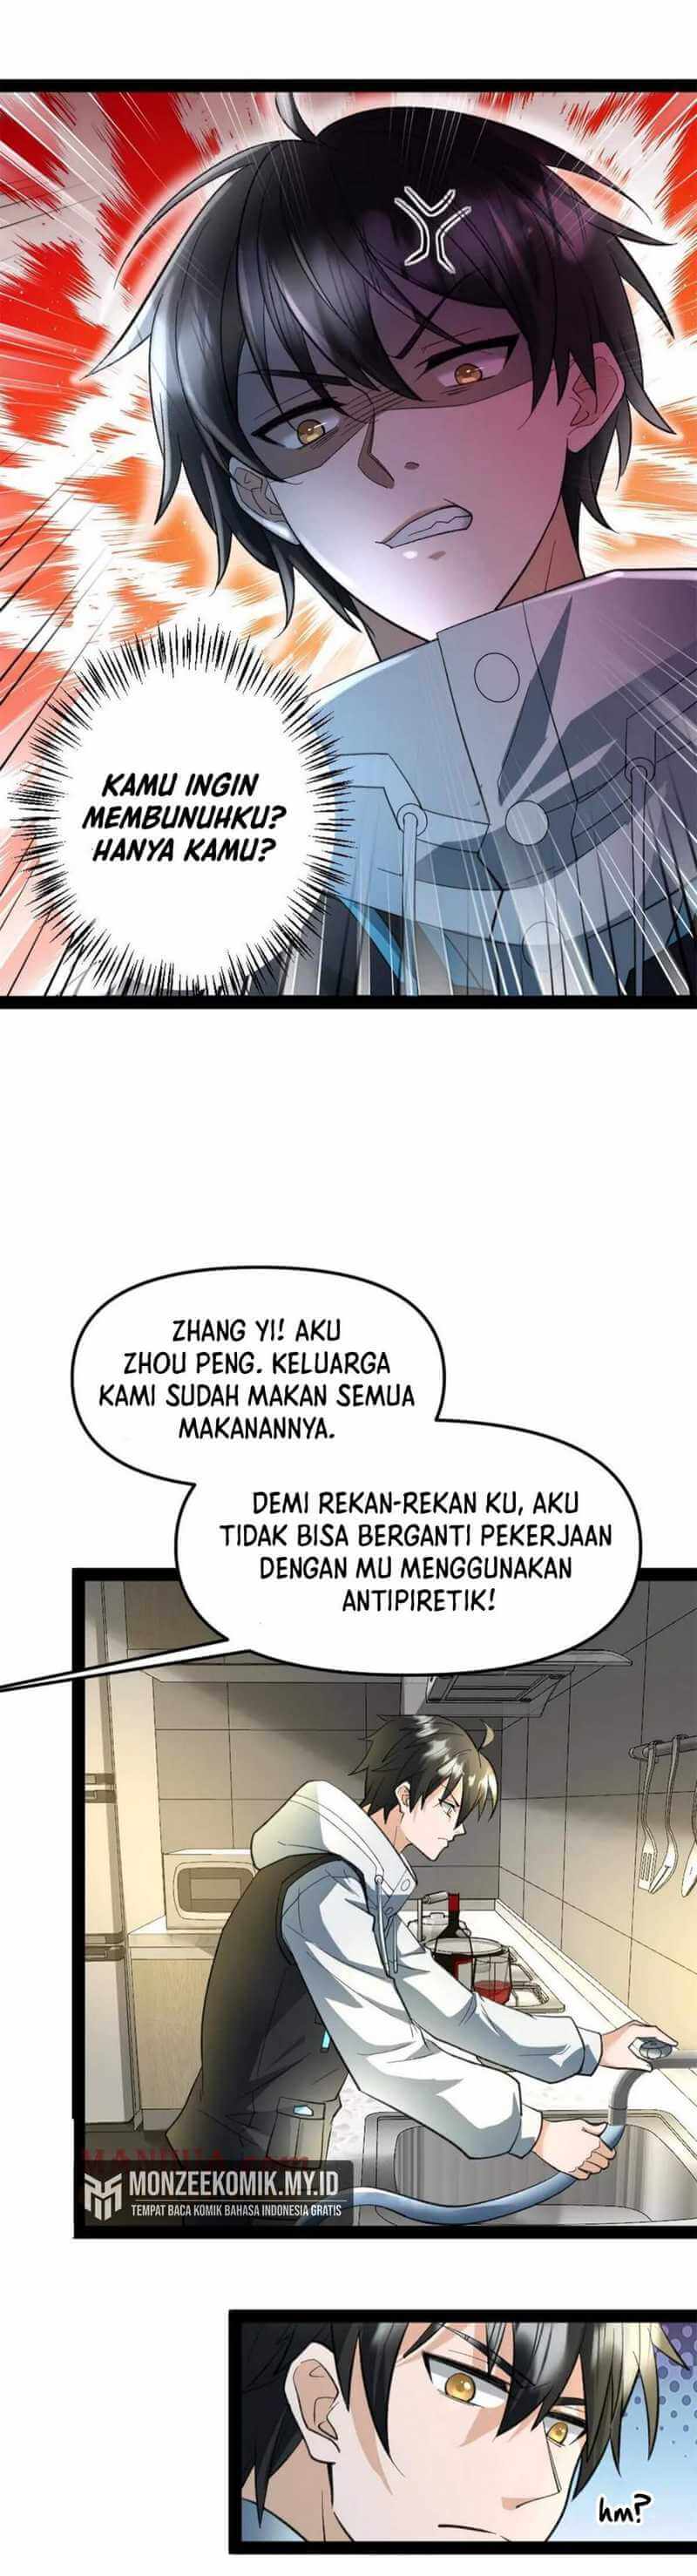 KAMU INGIN
MEMBUNUHKU?
HANYA KAMU?
ZHANG YI! AKU
ZHOU PENG. KELUARGA
KAMI SUDAH MAKAN SEMUA
MAKANANNYA.
DEMI REKAN-REKAN KU, AKU
TIDAK BISA BERGANTI PEKERJAAN
DENGAN MU MENGGUNAKAN
ANTIPIRETIK!
MONZEEKOMIK.MY.ID
TEMPAT BACA KOMIK BAHASA INDONESIA GRATIS
hm?